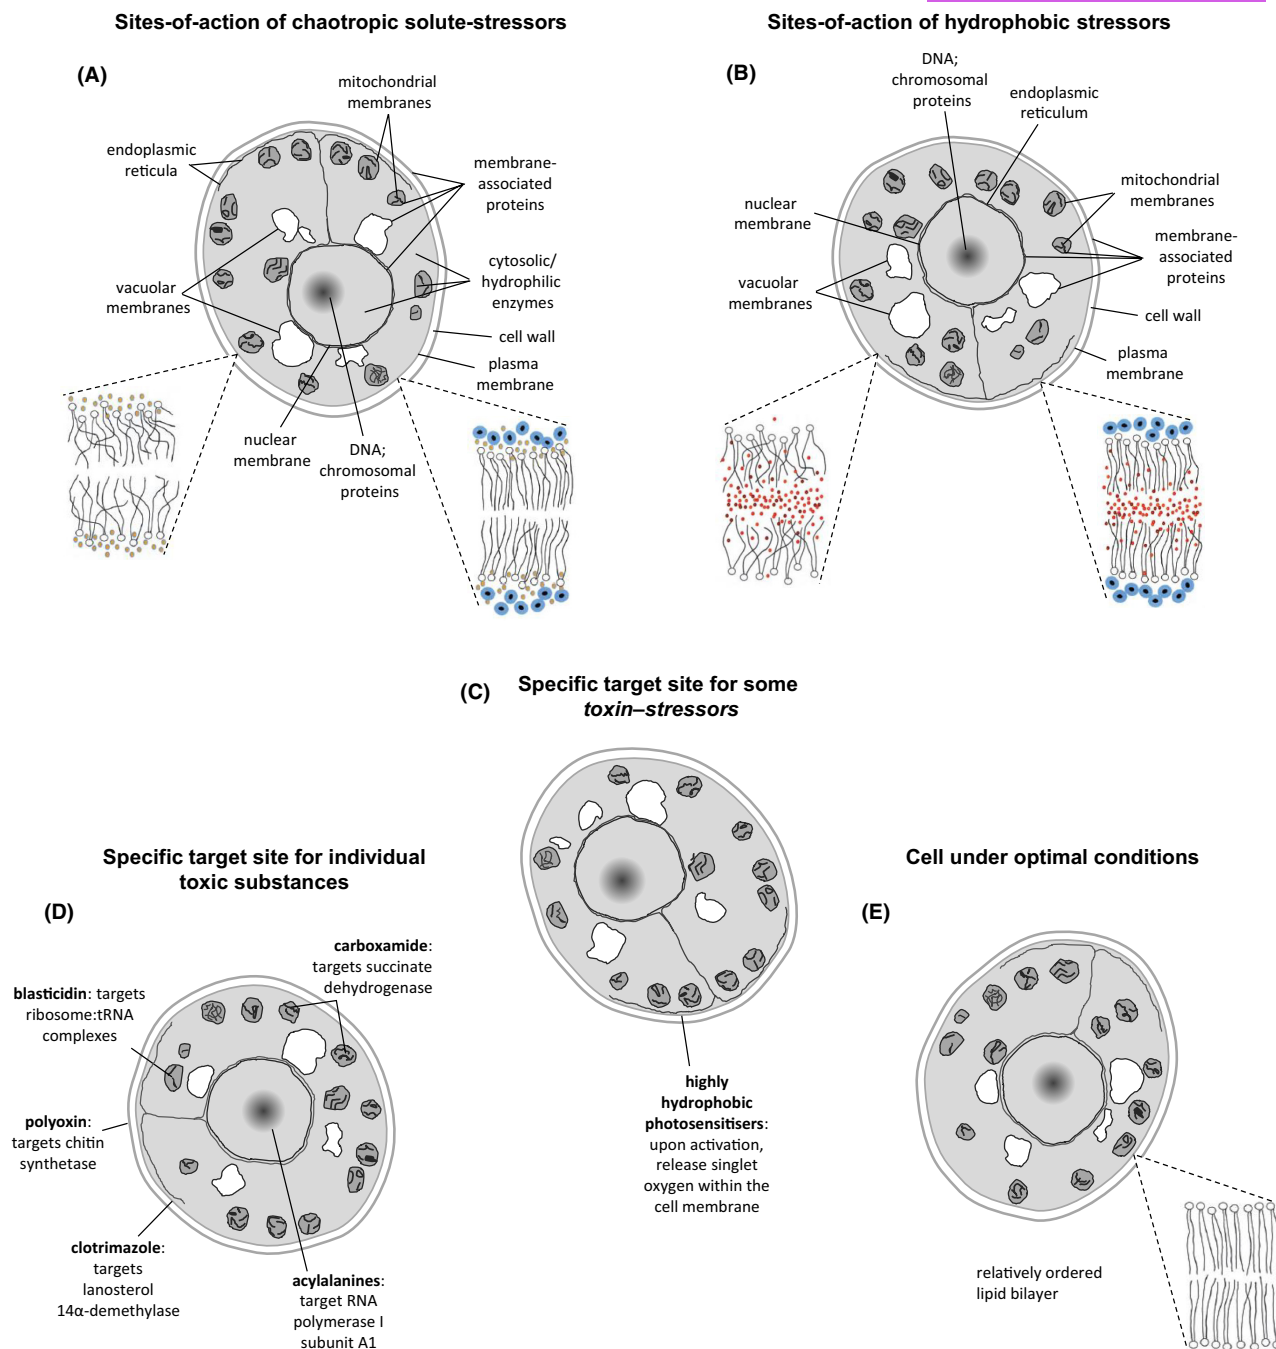 Sites-of-action of chaotropic solute-stressors
(A)
mitochondrial
membranes
endoplasmic
reticula
membrane-
associated
proteins
cytosolic/
hydrophilic
enzymes
vacuolar
membranes
cell wall
plasma
membrane
nuclear
membrane
DNA;
chromosomal
proteins
Sites-of-action of hydrophobic stressors
(B)
DNA;
chromosomal
proteins
endoplasmic
reticulum
mitochondrial
membranes
nuclear
membrane
membrane-
associated
proteins
vacuolar
membranes
cell wall
plasma
membrane
(C)
Specific target site for some
toxin–stressors
highly
hydrophobic
photosensitisers:
upon activation,
release singlet
oxygen within the
cell membrane
Specific target site for individual
toxic substances
(D)
carboxamide:
targets succinate
dehydrogenase
blasticidin: targets
ribosome:tRNA
complexes
polyoxin:
targets chitin
synthetase
clotrimazole:
targets
lanosterol
14α-demethylase
acylalanines:
target RNA
polymerase I
subunit A1
Cell under optimal conditions
(E)
relatively ordered
lipid bilayer